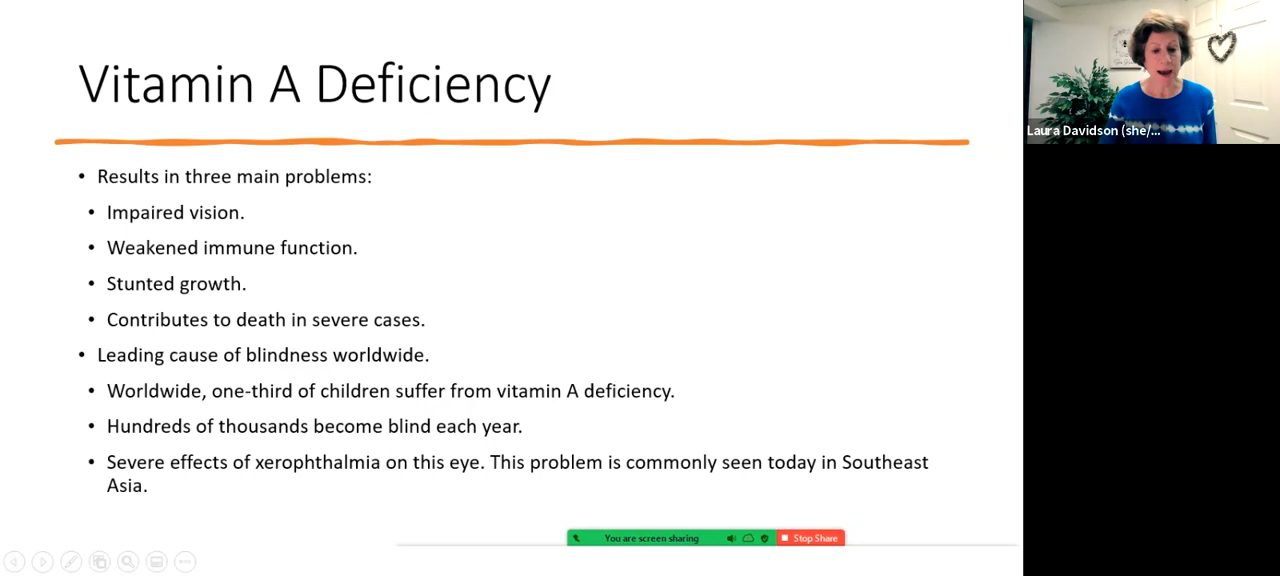 Vitamin A Deficiency
• Results in three main problems:
• Impaired vision.
• Weakened immune function.
• Stunted growth.
• Contributes to death in severe cases.
• Leading cause of blindness worldwide.
• Worldwide, one-third of children suffer from vitamin A deficiency.
• Hundreds of thousands become blind each year.
• Severe effects of xerophthalmia on this eye. This problem is commonly seen today in Southeast
Asia.
You are screen sharing
Stop Share
Laura Davidson (she/...